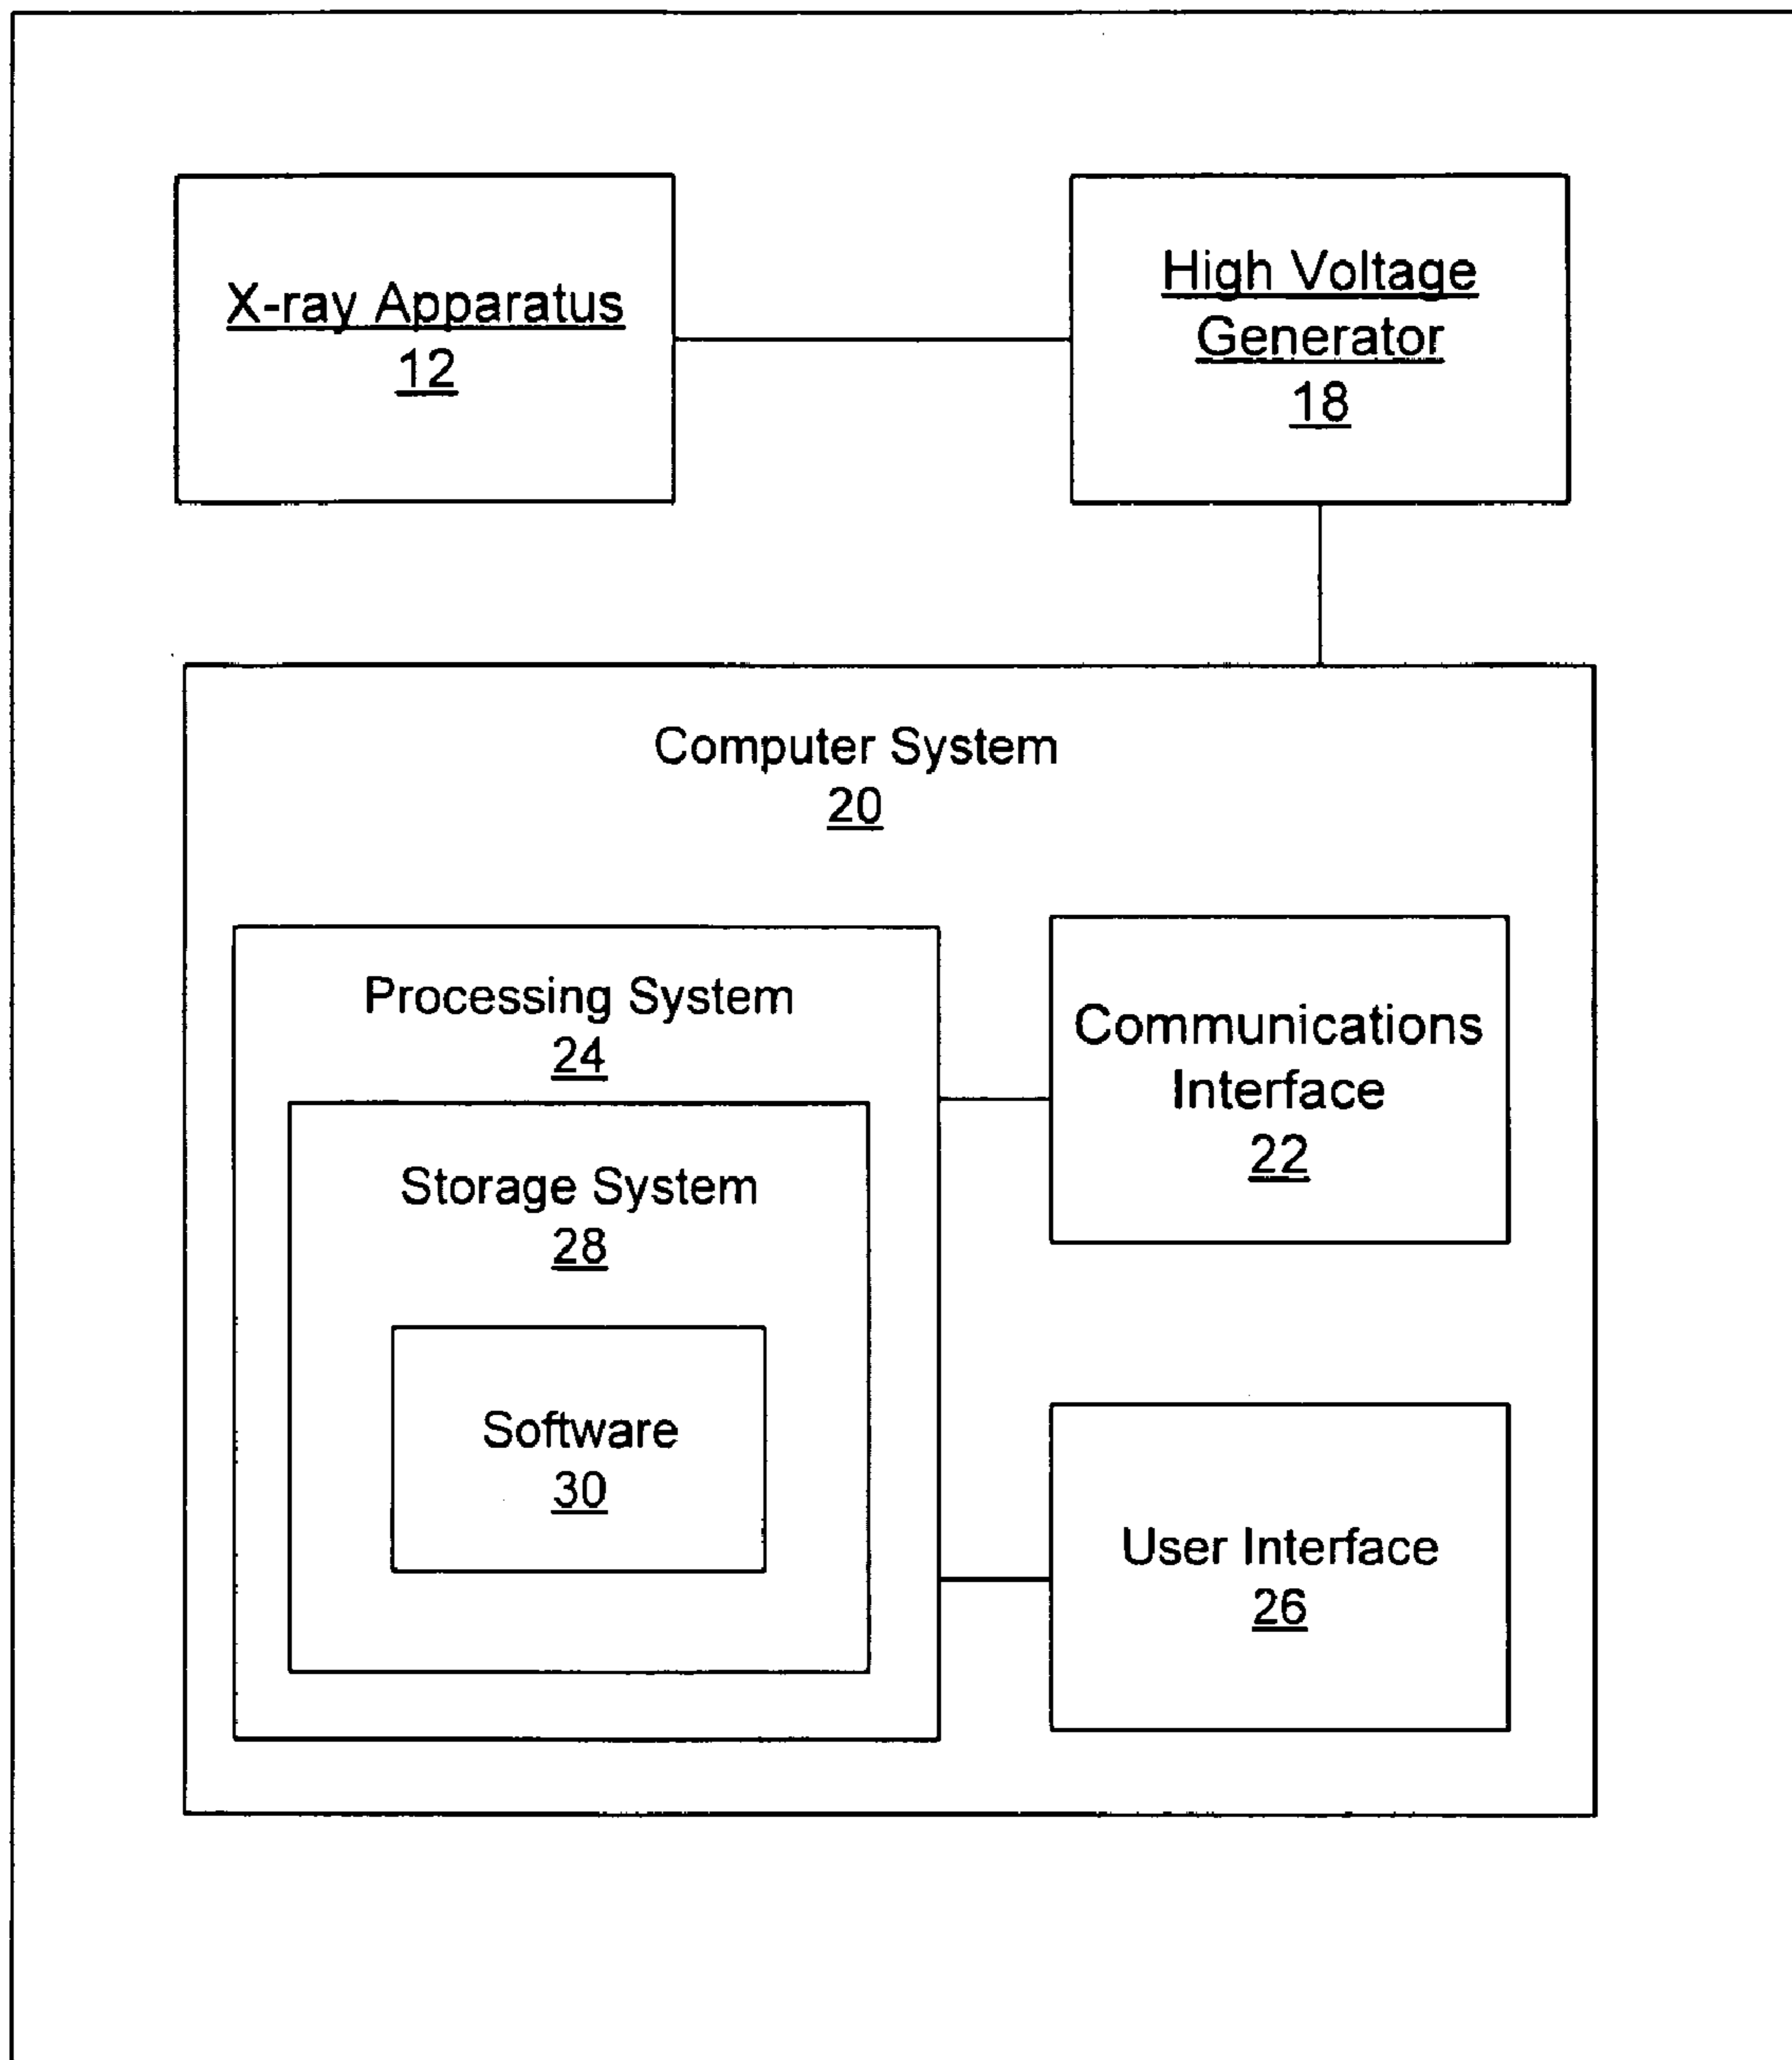 X-ray Apparatus
12
High Voltage
Generator
18
Computer System
20
Processing System
24
Communications
Interface
22
Storage System
28
Software
30
User Interface
26